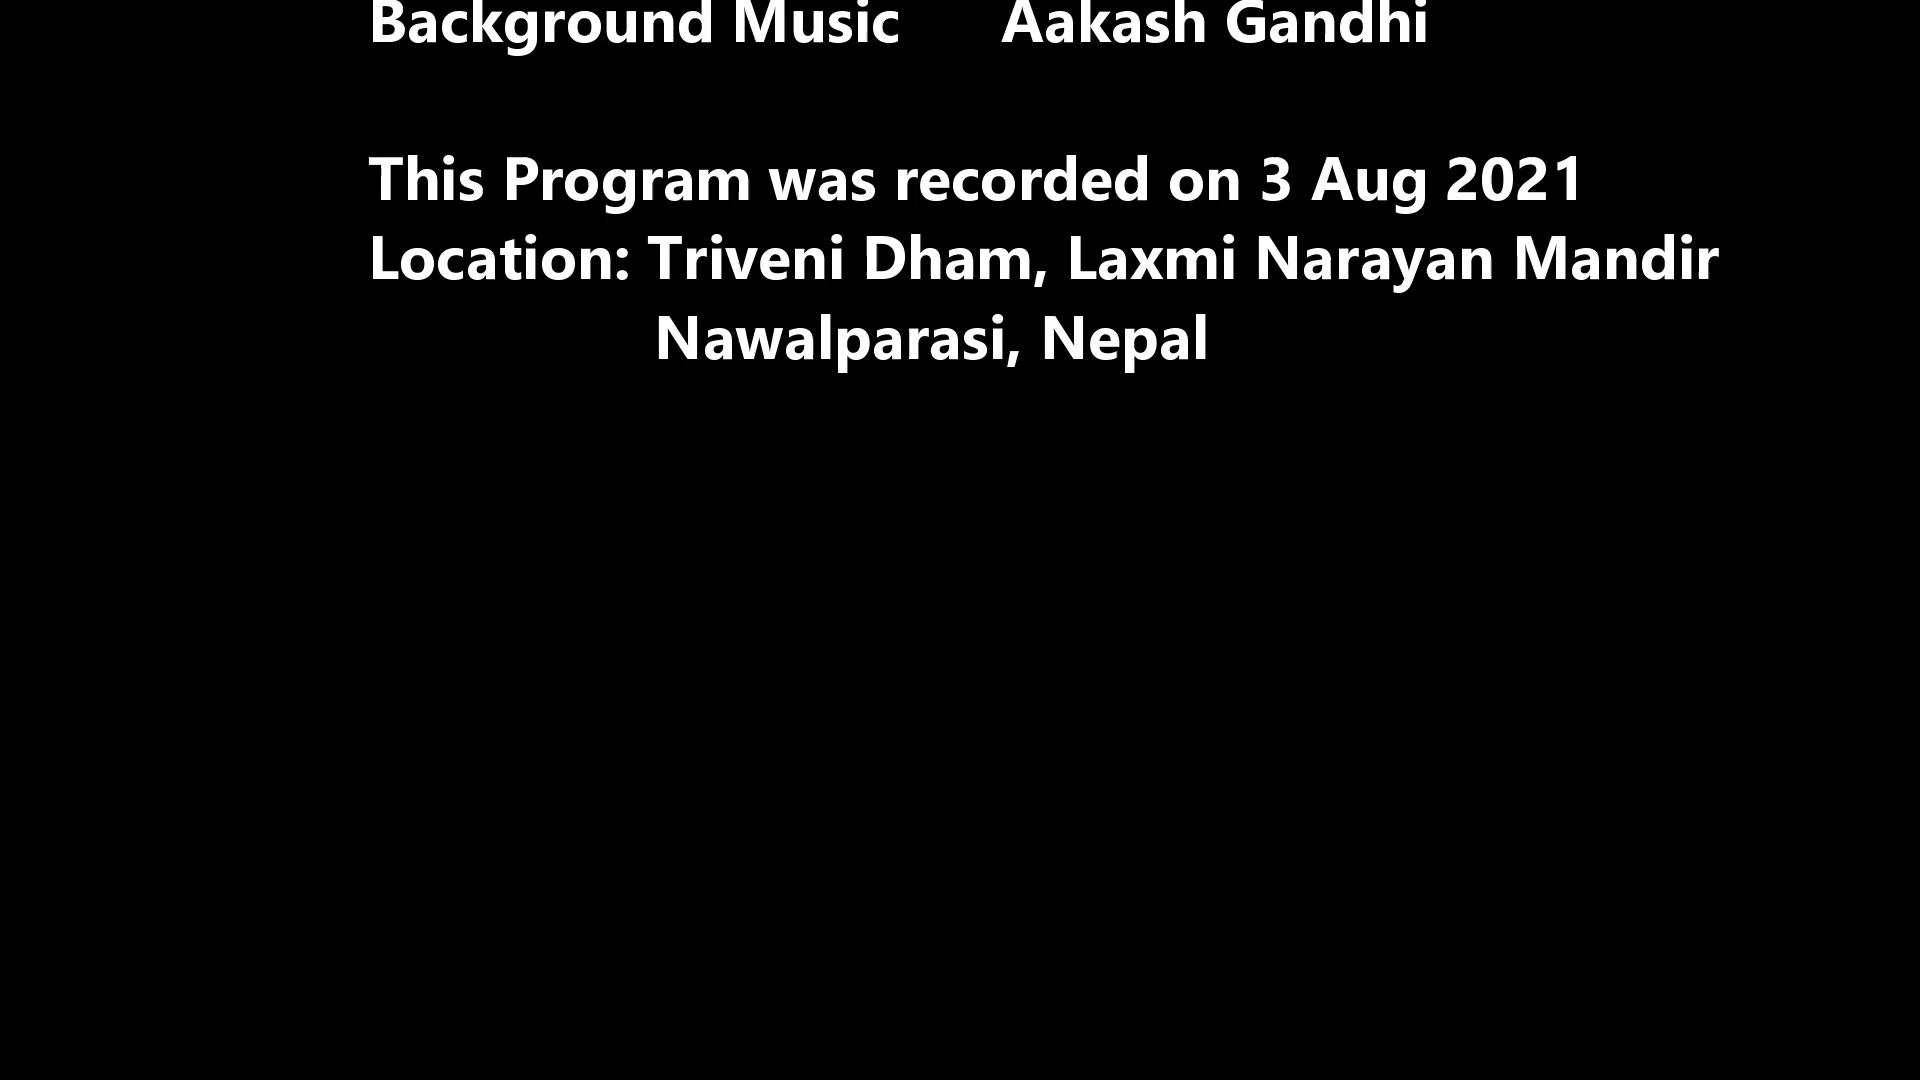 Background Music Aakash Gandhi
This Program was recorded on 3 Aug 2021
Location: Triveni Dham, Laxmi Narayan Mandir
Nawalparasi, Nepal